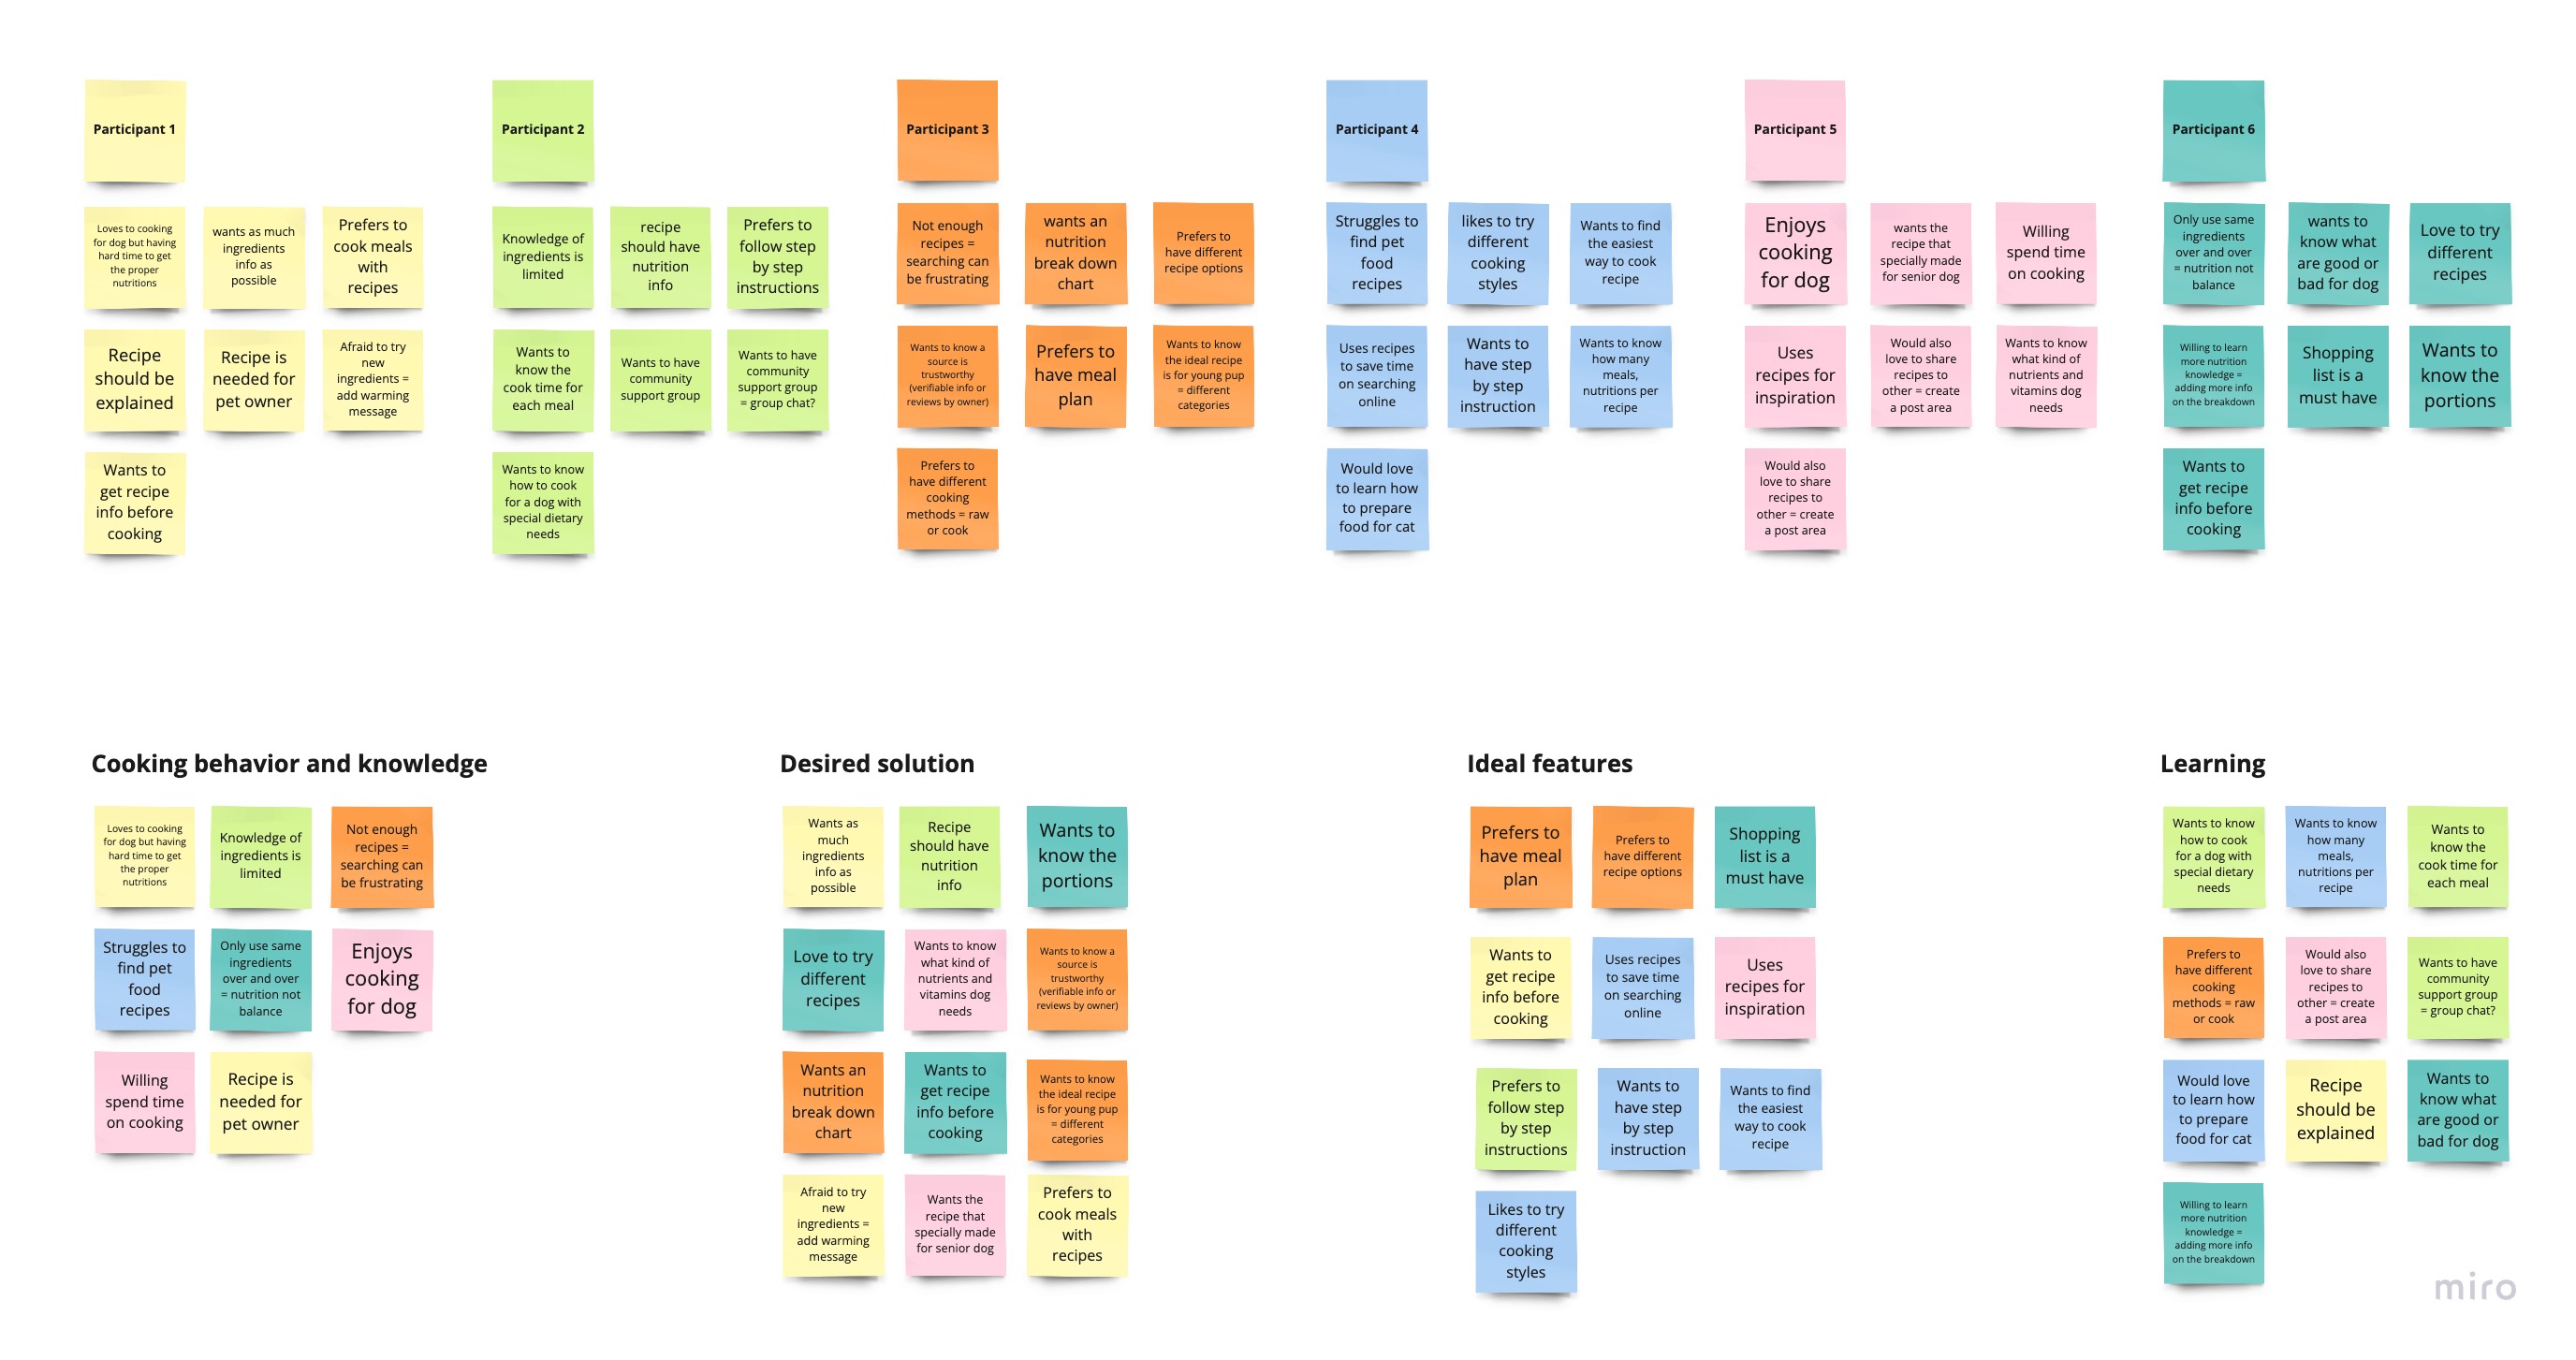 Participant 1
Loves to cooking
for dog but having
hard time to get
the proper
nutritions
wants as much
ingredients
info as
possible
Prefers to
cook meals
with
recipes
Recipe
should be
explained
Recipe is
needed for
pet owner
Afraid to try
new
ingredients =
add warming
message
Wants to
get recipe
info before
cooking
Participant 2
Knowledge of
ingredients is
limited
recipe
should have
nutrition
info
Prefers to
follow step
by step
instructions
Wants to
know the
cook time for
each meal
Wants to have
community
support group
Wants to have
community
support group
= group chat?
Wants to know
how to cook
for a dog with
special dietary
needs
Participant 3
Not enough
recipes =
searching can
be frustrating
wants an
nutrition
break down
chart
Prefers to
have different
recipe options
Wants to know a
source is
trustworthy
(verifiable info or
reviews by owner)
Prefers to
have meal
plan
Wants to know
the ideal recipe
is for young pup
= different
categories
Prefers to
have different
cooking
methods = raw
or cook
Participant 4
Struggles to
find pet
food
recipes
likes to try
different
cooking
styles
Wants to find
the easiest
way to cook
recipe
Uses recipes
to save time
on searching
online
Wants to
have step
by step
instruction
Wants to know
how many
meals,
nutritions per
recipe
Would love
to learn how
to prepare
food for cat
Participant 5
Enjoys
cooking
for dog
wants the
recipe that
specially made
for senior dog
Willing
spend time
on cooking
Uses
recipes for
inspiration
Would also
love to share
recipes to
other = create
a post area
Wants to know
what kind of
nutrients and
vitamins dog
needs
Would also
love to share
recipes to
other = create
a post area
Participant 6
Only use same
ingredients
over and over
= nutrition not
balance
wants to
know what
are good or
bad for dog
Love to try
different
recipes
Willing to learn
more nutrition
knowledge =
adding more info
on the breakdown
Shopping
list is a
must have
Wants to
know the
portions
Wants to
get recipe
info before
cooking
Cooking behavior and knowledge
Loves to cooking
for dog but having
hard time to get
the proper
nutritions
Knowledge of
ingredients is
limited
Not enough
recipes =
searching can
be frustrating
Struggles to
find pet
food
recipes
Only use same
ingredients
over and over
= nutrition not
balance
Enjoys
cooking
for dog
Willing
spend time
on cooking
Recipe is
needed for
pet owner
Desired solution
Wants as
much
ingredients
info as
possible
Recipe
should have
nutrition
info
Wants to
know the
portions
Love to try
different
recipes
Wants to know
what kind of
nutrients and
vitamins dog
needs
Wants to know a
source is
trustworthy
(verifiable info or
reviews by owner)
Wants an
nutrition
break down
chart
Wants to
get recipe
info before
cooking
Wants to know
the ideal recipe
is for young pup
= different
categories
Afraid to try
new
ingredients =
add warming
message
Wants the
recipe that
specially made
for senior dog
Prefers to
cook meals
with
recipes
Ideal features
Prefers to
have meal
plan
Prefers to
have different
recipe options
Shopping
list is a
must have
Wants to
get recipe
info before
cooking
Uses recipes
to save time
on searching
online
Uses
recipes for
inspiration
Prefers to
follow step
by step
instructions
Wants to
have step
by step
instruction
Wants to find
the easiest
way to cook
recipe
Likes to try
different
cooking
styles
Learning
Wants to know
how to cook
for a dog with
special dietary
needs
Wants to know
how many
meals,
nutritions per
recipe
Wants to
know the
cook time for
each meal
Prefers to
have different
cooking
methods = raw
or cook
Would also
love to share
recipes to
other = create
a post area
Wants to have
community
support group
= group chat?
Would love
to learn how
to prepare
food for cat
Recipe
should be
explained
Wants to
know what
are good or
bad for dog
Willing to learn
more nutrition
knowledge =
adding more info
on the breakdown
miro